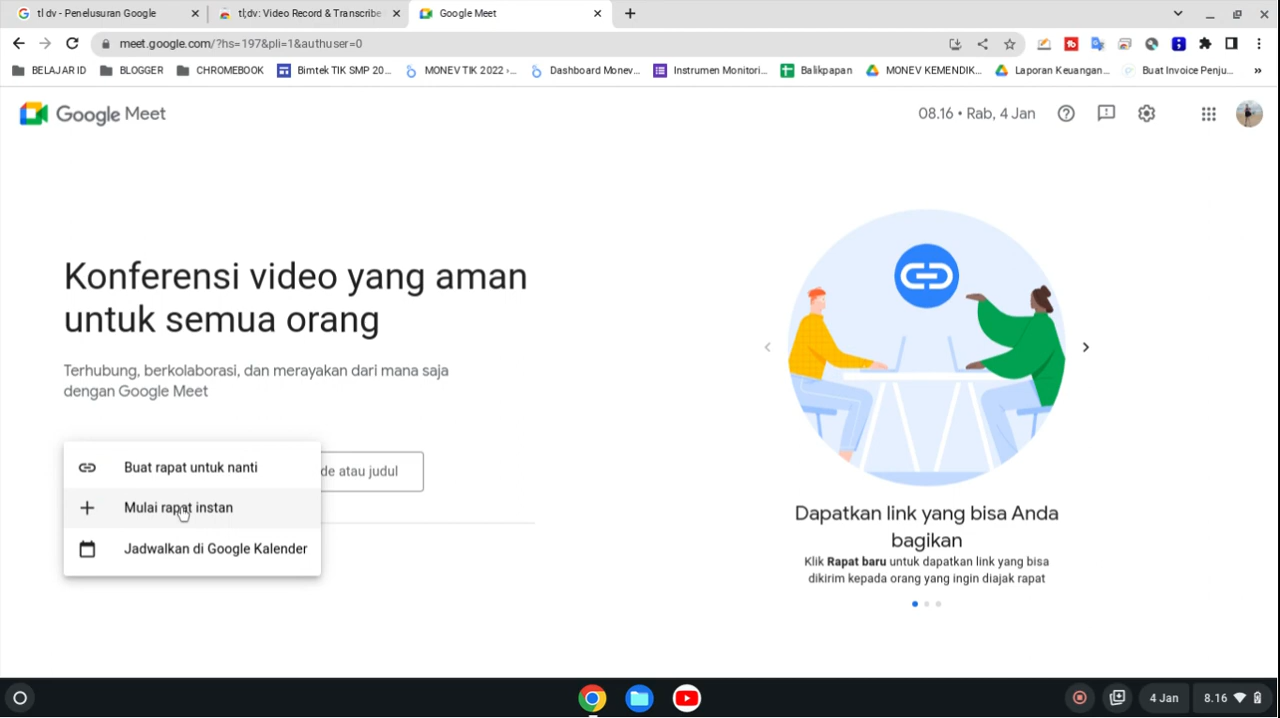 tl dv - Penelusuran Google
tl;dv: Video Record & Transcribe
Google Meet
meet.google.com/?hs=197&pli=1&authuser=0
BELAJAR ID
BLOGGER
CHROMEBOOK
Bimtek TIK SMP 20...
MONEV TIK 2022 ›...
Dashboard Monev...
Instrumen Monitori...
Balikpapan
MONEV KEMENDIK...
Laporan Keuangan...
Buat Invoice Penju...
»
Google Meet
08.16 • Rab, 4 Jan
Konferensi video yang aman
untuk semua orang
Terhubung, berkolaborasi, dan merayakan dari mana saja
dengan Google Meet
Buat rapat untuk nanti
de atau judul
Mulai rapat instan
Jadwalkan di Google Kalender
Dapatkan link yang bisa Anda
bagikan
Klik Rapat baru untuk dapatkan link yang bisa
dikirim kepada orang yang ingin diajak rapat
4 Jan
8.16